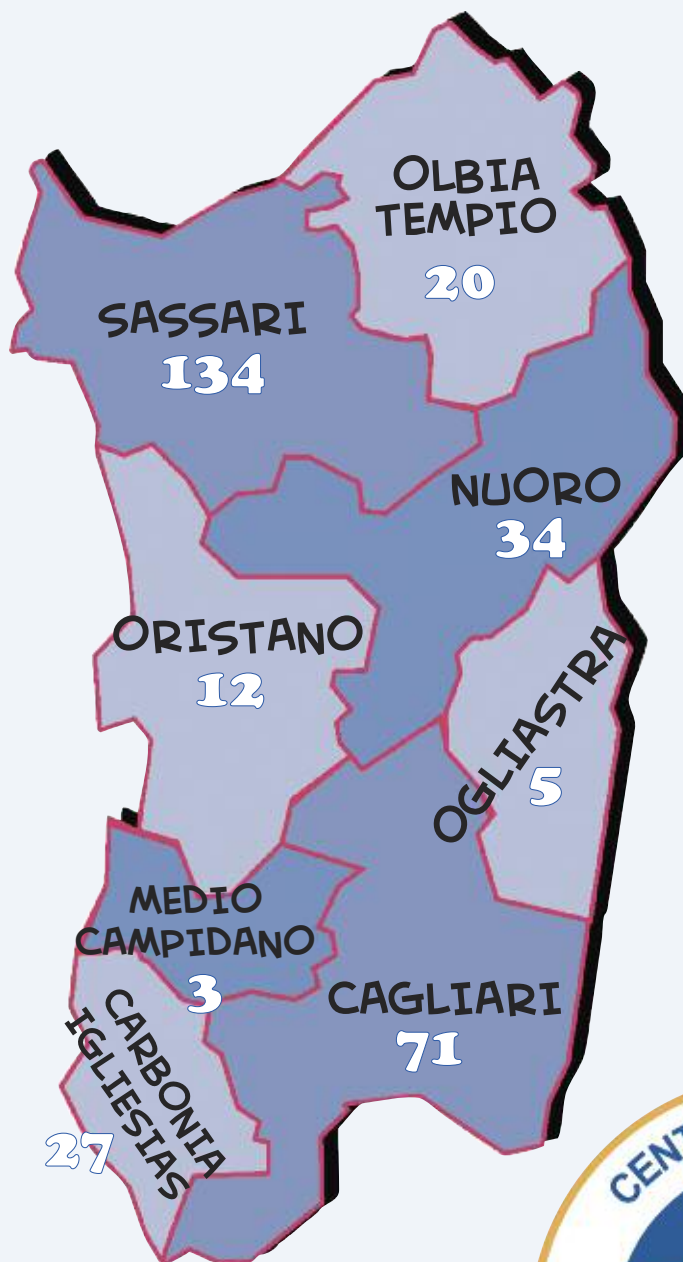 OLBIA
TEMPIO
20
SASSARI
134
NUORO
34
ORISTANO
12
OGLIASTRA
5
MEDIO
CAMPIDANO
3
CAGLIARI
71
CARBONIA
IGLIESIAS
27